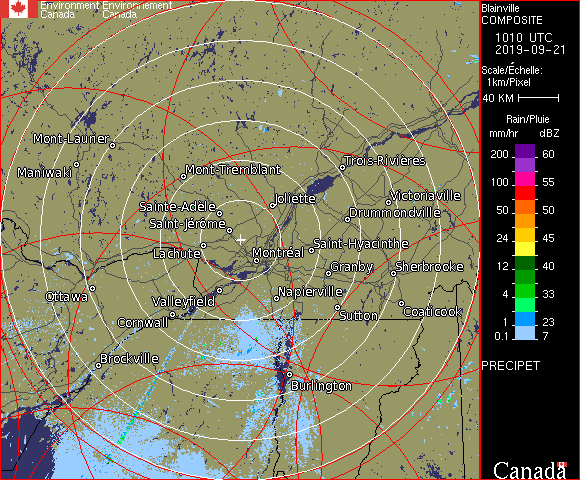 Environment Environnement
Canada Canada
Blainville
COMPOSITE
1010 UTC
2019-09-21
Scale/Échelle:
1km/Pixel
40 KM
Rain/Pluie
mm/hr dBZ
200 60
100 55
50 50
24 45
12 40
4 33
1 23
0.1 7
PRECIPET
Canada
Mont-Laurier
Maniwaki
Mont-Tremblant
Trois-Rivières
Sainte-Adèle
Joliette
Victoriaville
Drummondville
Saint-Jérôme
Lachute
Montréal
Saint-Hyacinthe
Granby
Sherbrooke
Ottawa
Valleyfield
Napierville
Cornwall
Sutton
Coaticook
Brockville
Burlington